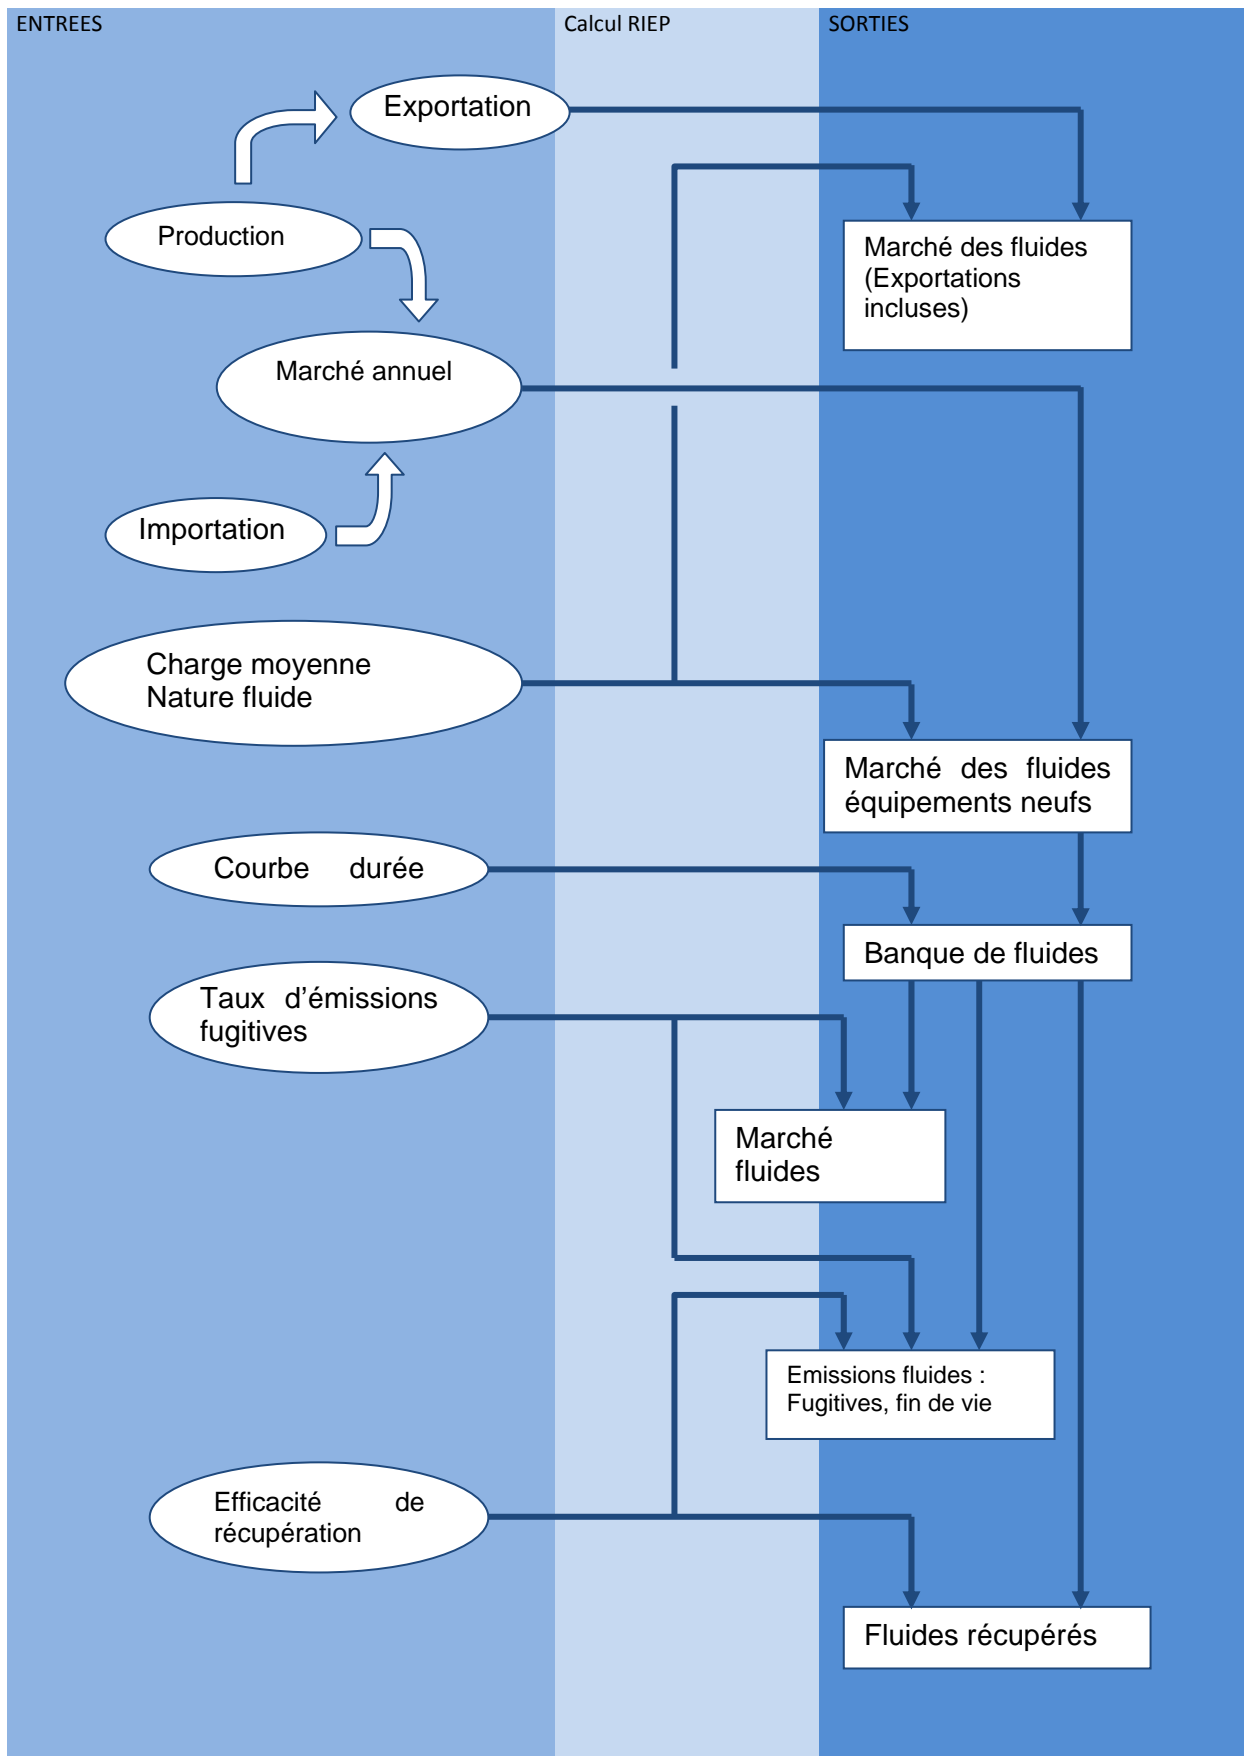 ENTREES
Calcul RIEP
SORTIES
Exportation
Production
Marché des fluides
(Exportations
incluses)
Marché annuel
Importation
Charge moyenne
Nature fluide
Marché des fluides
équipements neufs
Courbe durée
Banque de fluides
Taux d'émissions
fugitives
Marché
fluides
Emissions fluides :
Fugitives, fin de vie
Efficacité de
récupération
Fluides récupérés